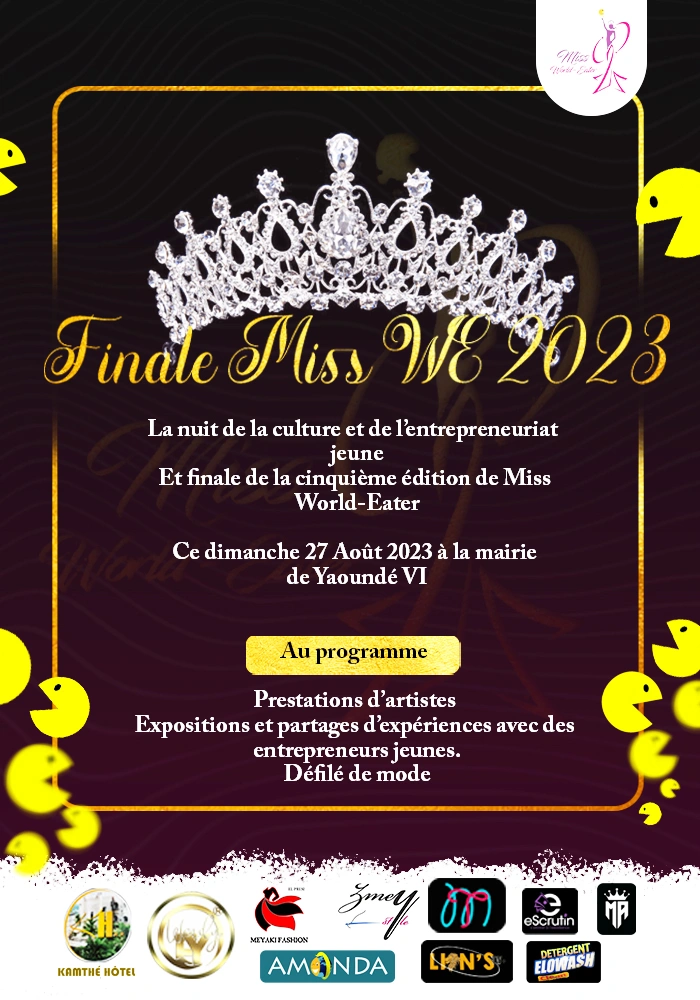 Miss
World-Eater
Finale Miss WE 2023
La nuit de la culture et de l'entrepreneuriat
jeune
Et finale de la cinquième édition de Miss
World-Eater
Ce dimanche 27 Août 2023 à la mairie
de Yaoundé VI
Au programme
Prestations d'artistes
Expositions et partages d'expériences avec des
entrepreneurs jeunes.
Défilé de mode
KAMTHÉ HÔTEL
MEYAKI FASHION
Zmey
style
eScrutin
MA
AMONDA
LION'S
DETERGENT
ELOWASH